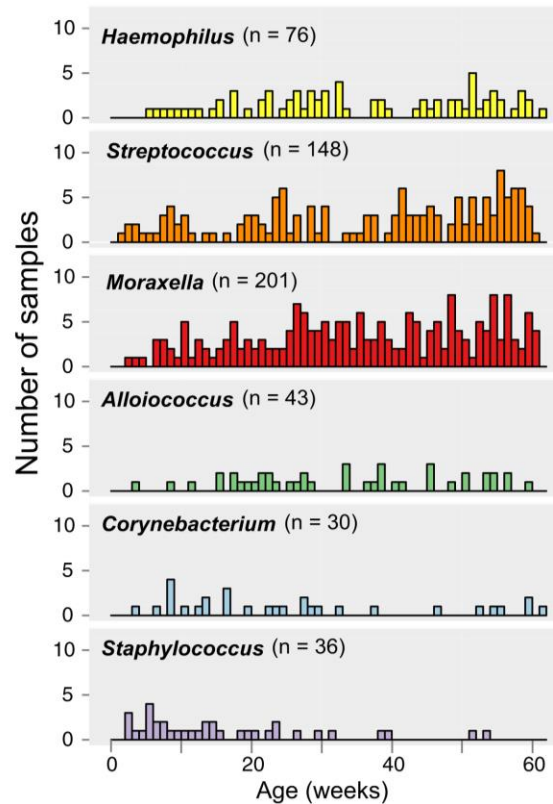 Number of samples
10
Haemophilus (n = 76)
5
0
10
Streptococcus (n = 148)
5
0
10
Moraxella (n = 201)
5
0
10
Alloiococcus (n = 43)
5
0
10
Corynebacterium (n = 30)
5
0
10
Staphylococcus (n = 36)
5
0
0 20 40 60
Age (weeks)